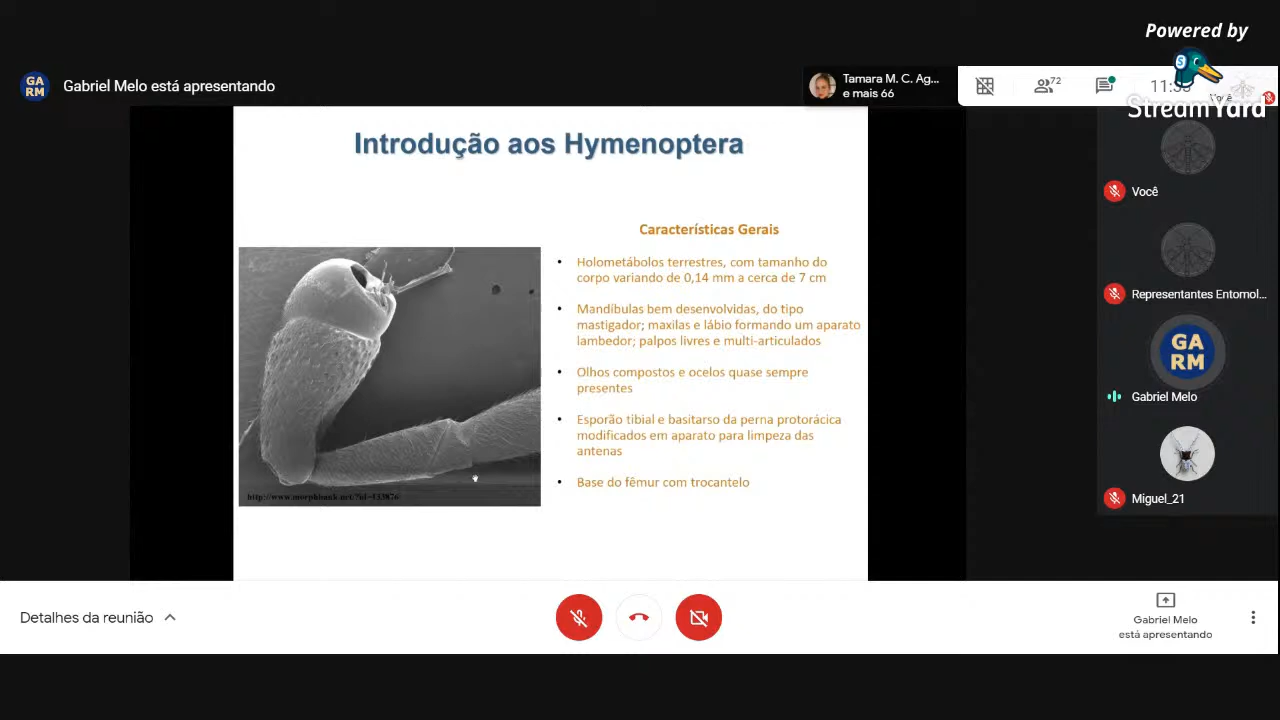 Powered by
StreamYard
GA
RM
Gabriel Melo está apresentando
Tamara M. C. Ag...
e mais 66
72
Introdução aos Hymenoptera
Características Gerais
• Holometábolos terrestres, com tamanho do
corpo variando de 0,14 mm a cerca de 7 cm
• Mandíbulas bem desenvolvidas, do tipo
mastigador; maxilas e lábio formando um aparato
lambedor; palpos livres e multi-articulados
• Olhos compostos e ocelos quase sempre
presentes
• Esporão tibial e basitarso da perna protorácica
modificados em aparato para limpeza das
antenas
• Base do fêmur com trocantelo
http://www.morphbank.net/?id=133876
Você
Representantes Entomol...
GA
RM
Gabriel Melo
Miguel_21
Detalhes da reunião
Gabriel Melo
está apresentando